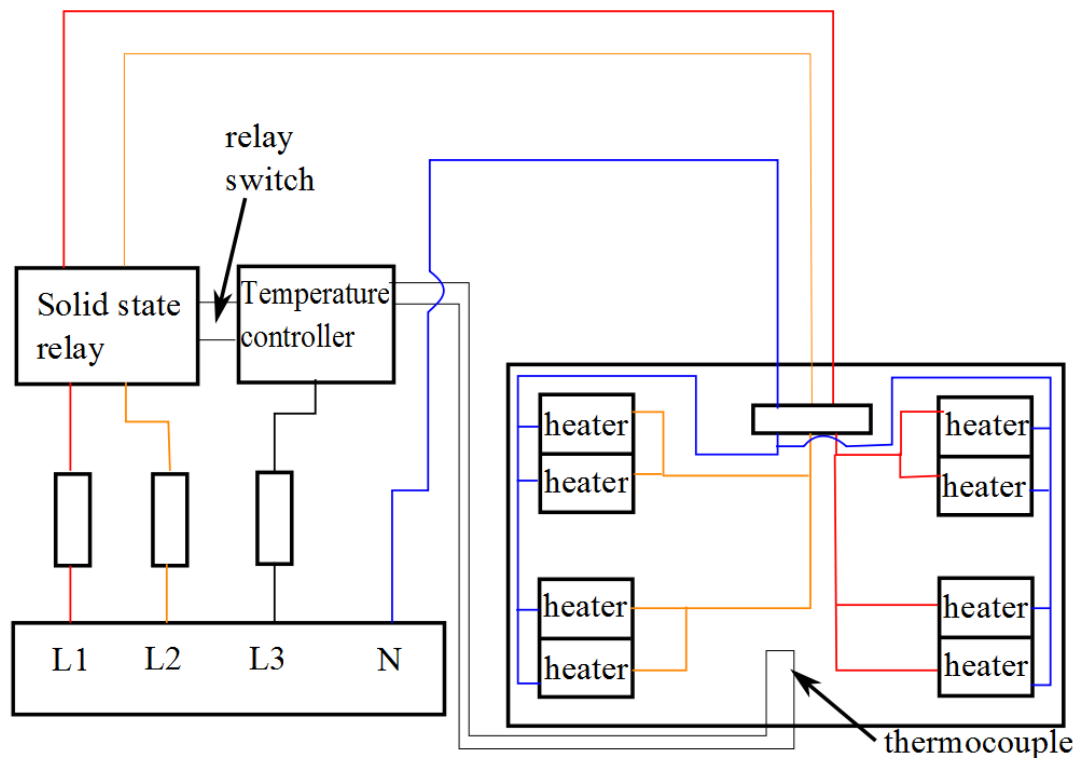 relay
switch
Solid state
relay
Temperature
controller
heater
heater
heater
heater
heater
heater
heater
heater
L1
L2
L3
N
thermocouple